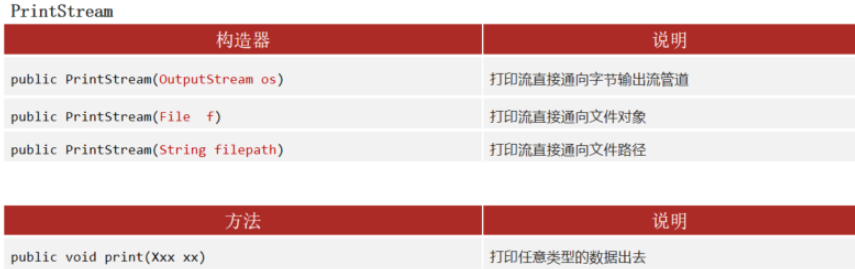 PrintStream
构造器 说明
public PrintStream(OutputStream os) 打印流直接通向字节输出流管道
public PrintStream(File f) 打印流直接通向文件对象
public PrintStream(String filepath) 打印流直接通向文件路径
方法 说明
public void print(Xxx xx) 打印任意类型的数据出去